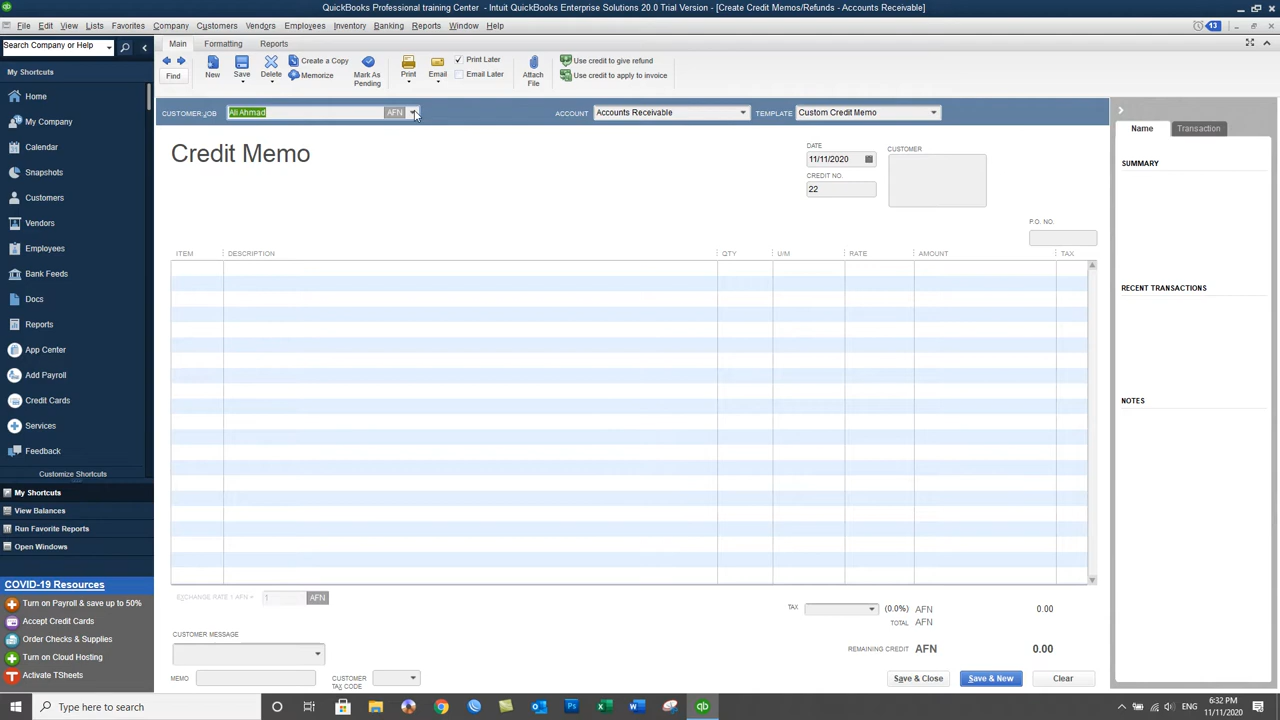 QuickBooks Professional training Center - Intuit QuickBooks Enterprise Solutions 20.0 Trial Version - [Create Credit Memos/Refunds - Accounts Receivable]
File Edit View Lists Favorites Company Customers Vendors Employees Inventory Banking Reports Window Help
13
Search Company or Help
My Shortcuts
Home
My Company
Calendar
Snapshots
Customers
Vendors
Employees
Bank Feeds
Docs
Reports
App Center
Add Payroll
Credit Cards
Services
Feedback
Customize Shortcuts
My Shortcuts
View Balances
Run Favorite Reports
Open Windows
COVID-19 Resources
Turn on Payroll & save up to 50%
Accept Credit Cards
Order Checks & Supplies
Turn on Cloud Hosting
Activate TSheets
Main Formatting Reports
Find
New
Save
Delete
Create a Copy
Memorize
Mark As
Pending
Print
Email
Print Later
Email Later
Attach
File
Use credit to give refund
Use credit to apply to invoice
CUSTOMER:JOB Ali Ahmad AFN ACCOUNT Accounts Receivable TEMPLATE Custom Credit Memo
Credit Memo
DATE
11/11/2020
CREDIT NO.
22
CUSTOMER
P.O. NO.
ITEM DESCRIPTION QTY U/M RATE AMOUNT TAX
EXCHANGE RATE 1 AFN = 1 AFN
TAX (0.0%) AFN 0.00
TOTAL AFN
REMAINING CREDIT AFN 0.00
CUSTOMER MESSAGE
MEMO
CUSTOMER
TAX CODE
Save & Close Save & New Clear
Name Transaction
SUMMARY
RECENT TRANSACTIONS
NOTES
Type here to search
ENG
6:32 PM
11/11/2020